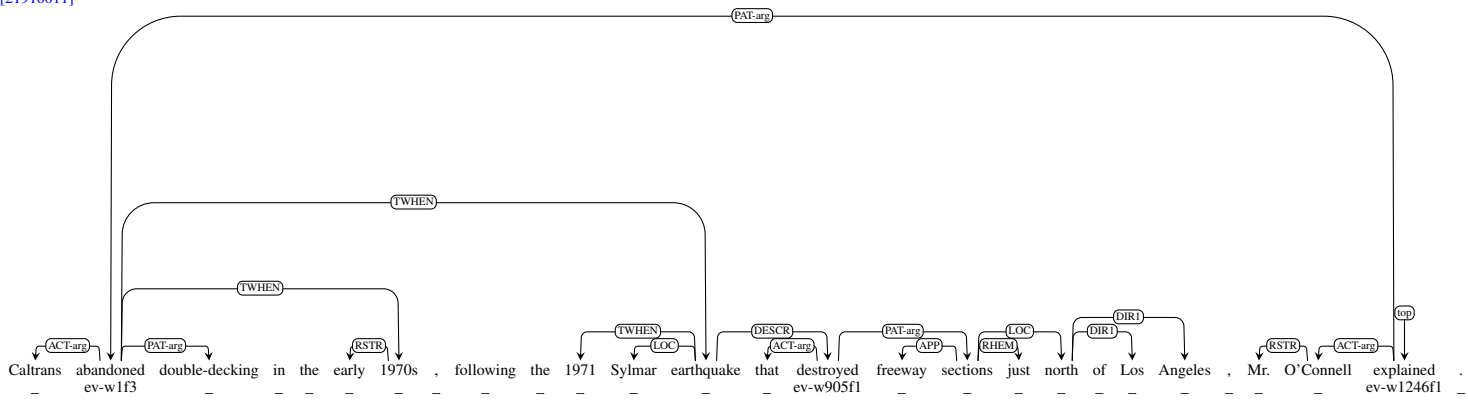 PAT-arg
TWHEN
TWHEN
top
DIR1
TWHEN DESCR PAT-arg LOC DIR1
ACT-arg PAT-arg RSTR LOC ACT-arg APP RHEM RSTR ACT-arg
Caltrans abandoned double-decking in the early 1970s , following the 1971 Sylmar earthquake that destroyed freeway sections just north of Los Angeles , Mr. O'Connell explained .
_ ev-w1f3 _ _ _ _ _ _ _ _ _ _ _ _ ev-w905f1 _ _ _ _ _ _ _ _ _ _ ev-w1246f1 _